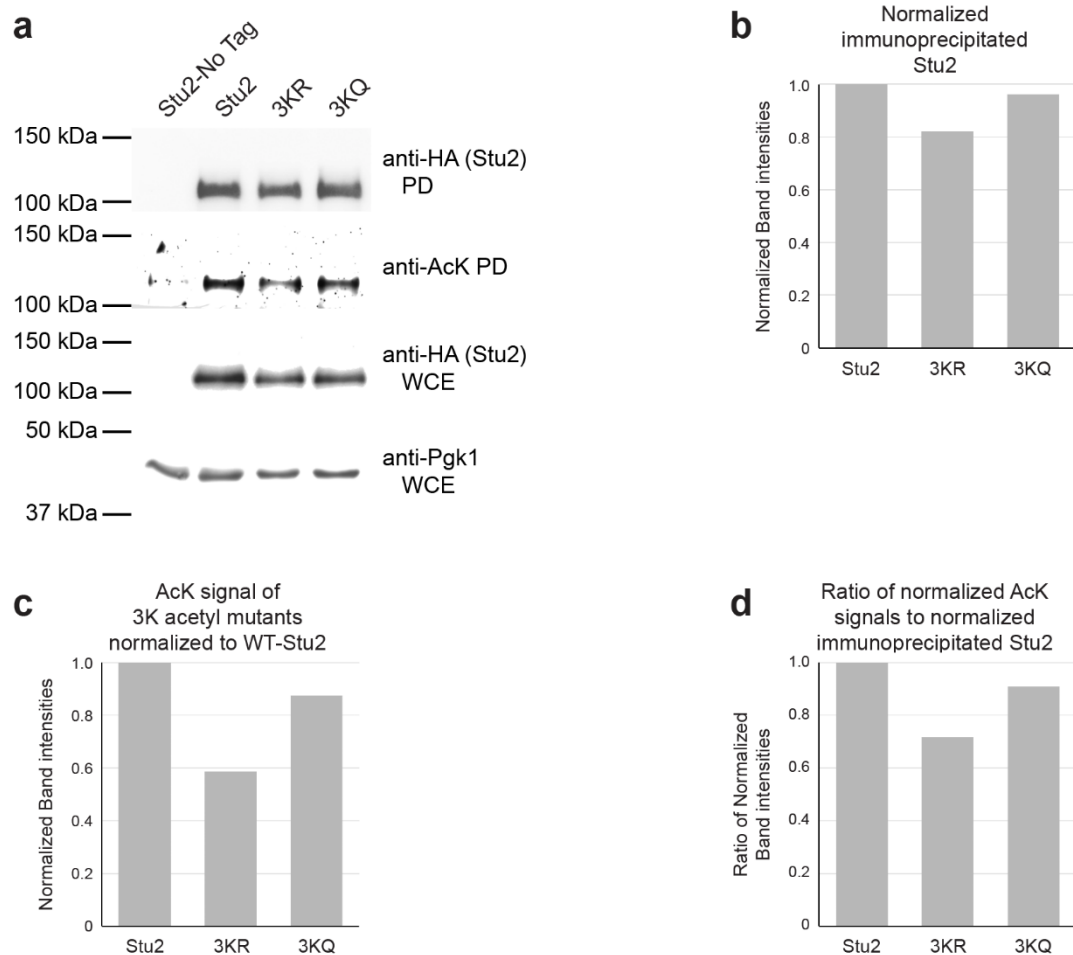 a
Stu2-No Tag
Stu2
3KR
3KQ
150 kDa
100 kDa
anti-HA (Stu2)
PD
150 kDa
100 kDa
anti-AcK PD
150 kDa
100 kDa
anti-HA (Stu2)
WCE
50 kDa
37 kDa
anti-Pgk1
WCE
b
Normalized
immunoprecipitated
Stu2
Normalized Band intensities
1.0
0.8
0.6
0.4
0.2
0
Stu2 3KR 3KQ
c
AcK signal of
3K acetyl mutants
normalized to WT-Stu2
Normalized Band intensities
1.0
0.8
0.6
0.4
0.2
0
Stu2 3KR 3KQ
d
Ratio of normalized AcK
signals to normalized
immunoprecipitated Stu2
Ratio of Normalized
Band intensities
1.0
0.8
0.6
0.4
0.2
0
Stu2 3KR 3KQ